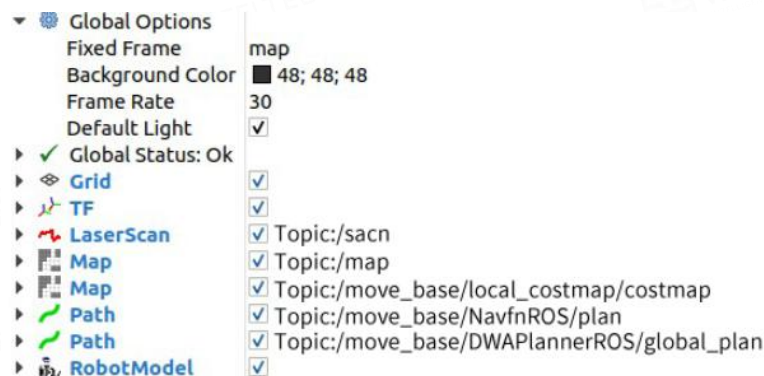 Global Options
Fixed Frame map
Background Color 48; 48; 48
Frame Rate 30
Default Light
Global Status: Ok
Grid
TF
LaserScan Topic:/sacn
Map Topic:/map
Map Topic:/move_base/local_costmap/costmap
Path Topic:/move_base/NavfnROS/plan
Path Topic:/move_base/DWAPlannerROS/global_plan
RobotModel